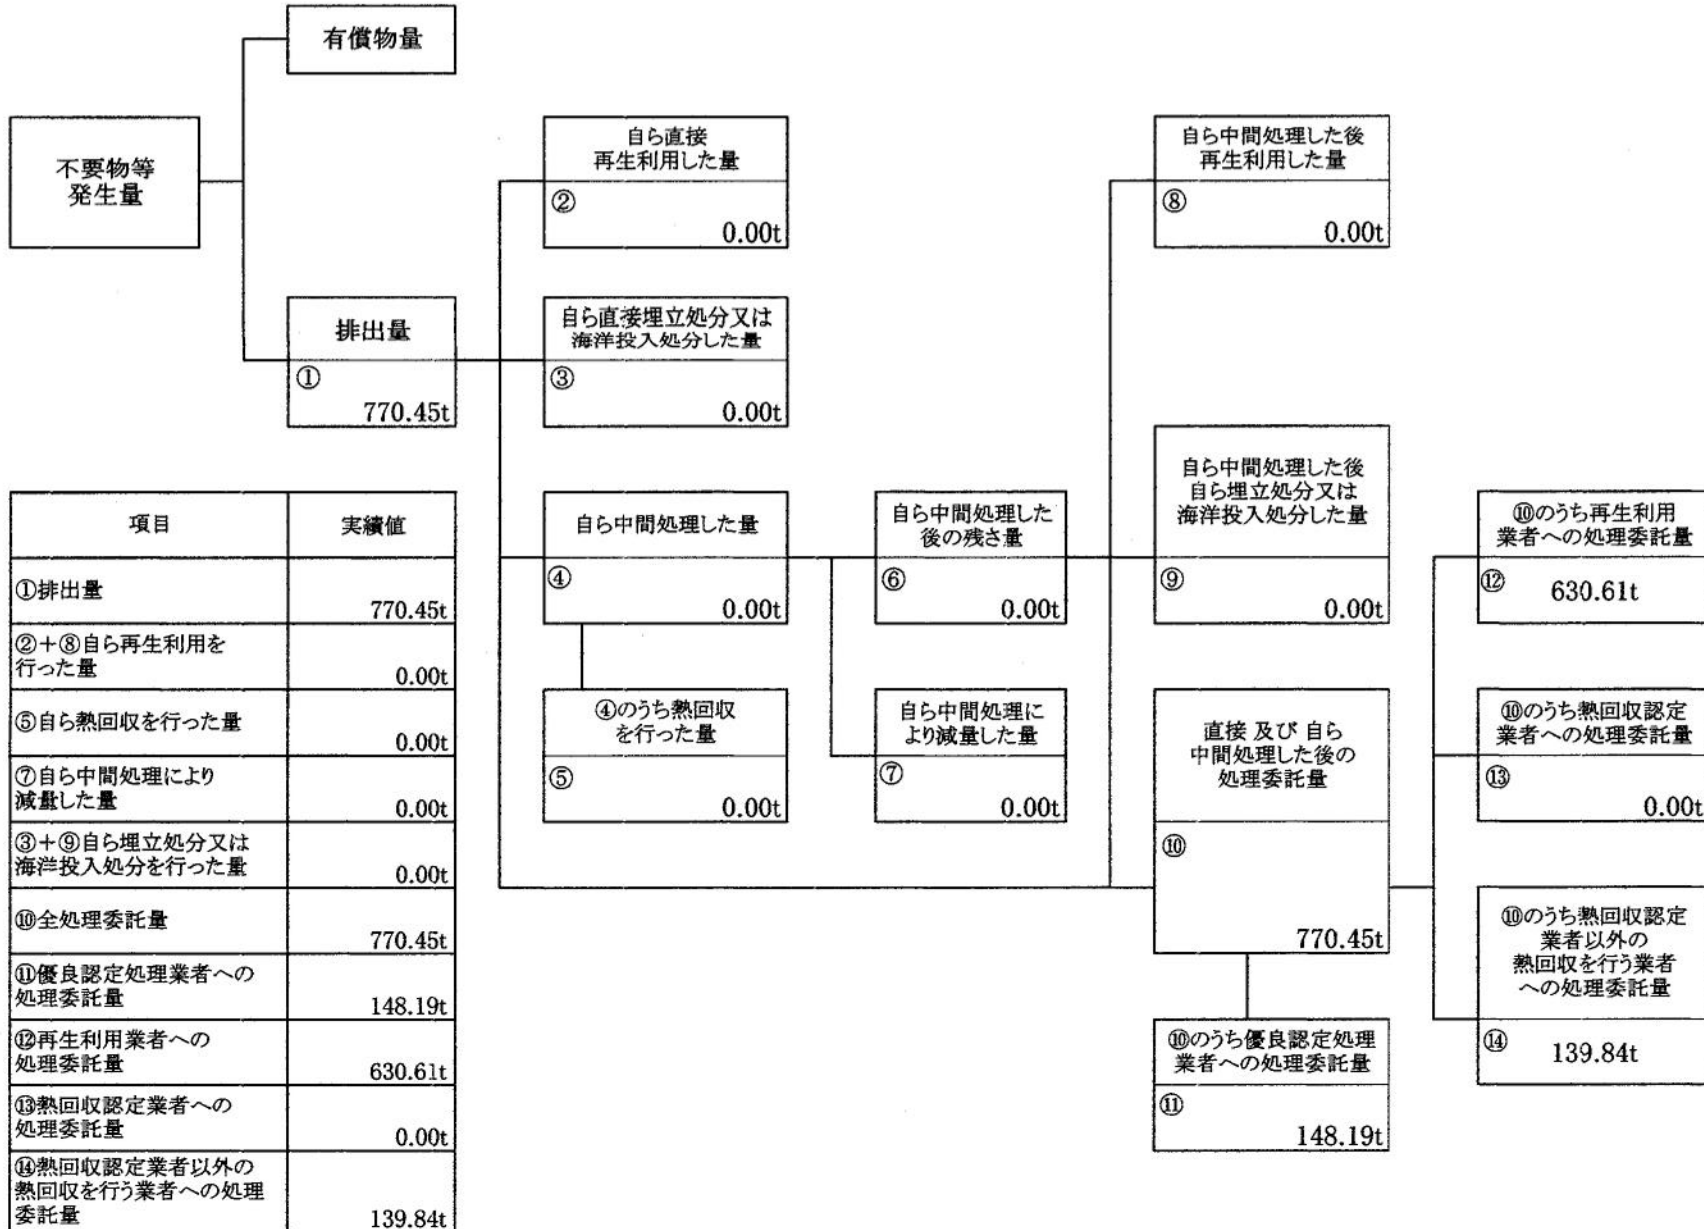 有償物量
不要物等
発生量
自ら直接
再生利用した量
②
0.00t
自ら中間処理した後
再生利用した量
⑧
0.00t
排出量
①
770.45t
自ら直接埋立処分又は
海洋投入処分した量
③
0.00t
自ら中間処理した量
④
0.00t
自ら中間処理した
後の残さ量
⑥
0.00t
自ら中間処理した後
自ら埋立処分又は
海洋投入処分した量
⑨
0.00t
⑩のうち再生利用
業者への処理委託量
⑫
630.61t
④のうち熱回収
を行った量
⑤
0.00t
自ら中間処理に
より減量した量
⑦
0.00t
直接 及び 自ら
中間処理した後の
処理委託量
⑩
770.45t
⑩のうち熱回収認定
業者への処理委託量
⑬
0.00t
⑩のうち熱回収認定
業者以外の
熱回収を行う業者
への処理委託量
⑭
139.84t
⑩のうち優良認定処理
業者への処理委託量
⑪
148.19t
項目 実績値
①排出量
770.45t
②+⑧自ら再生利用を
行った量
0.00t
⑤自ら熱回収を行った量
0.00t
⑦自ら中間処理により
減量した量
0.00t
③+⑨自ら埋立処分又は
海洋投入処分を行った量
0.00t
⑩全処理委託量
770.45t
⑪優良認定処理業者への
処理委託量
148.19t
⑫再生利用業者への
処理委託量
630.61t
⑬熱回収認定業者への
処理委託量
0.00t
⑭熱回収認定業者以外の
熱回収を行う業者への処理
委託量
139.84t